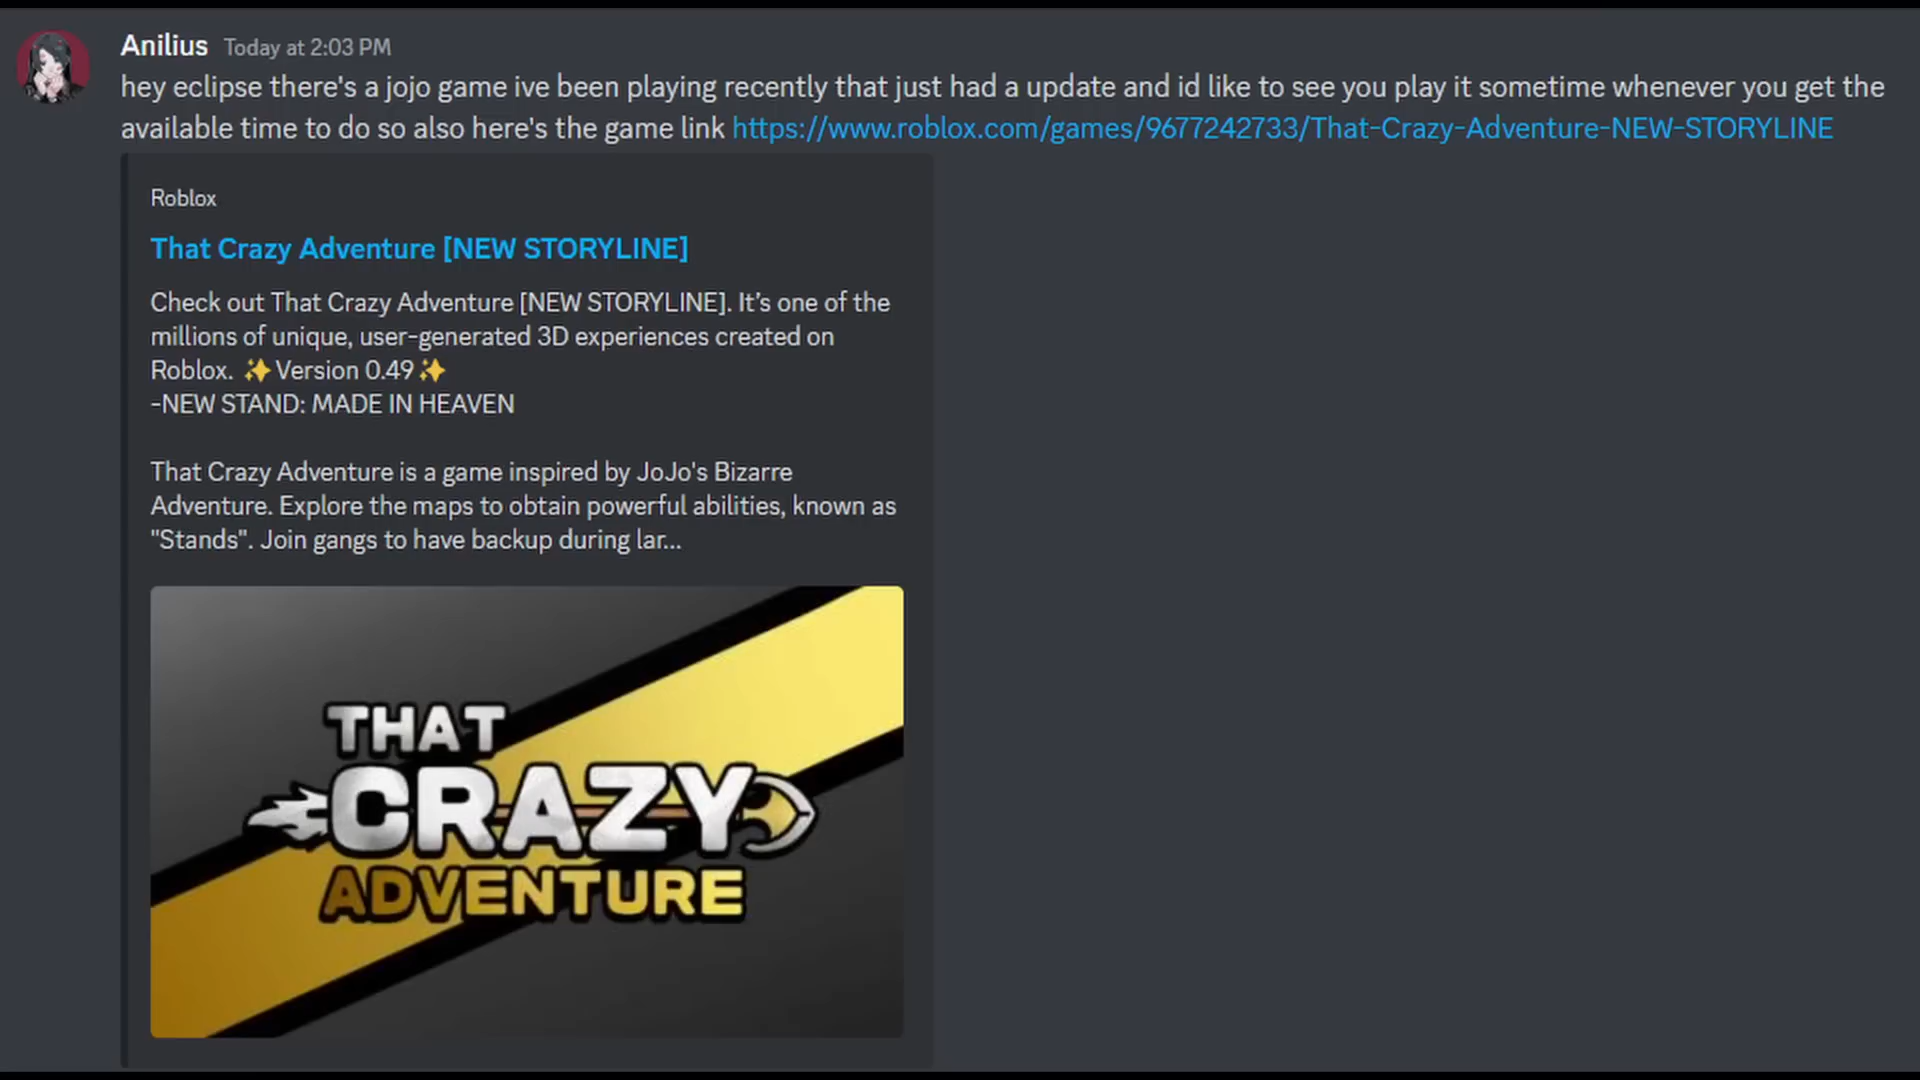 Anilius Today at 2:03 PM
hey eclipse there's a jojo game ive been playing recently that just had a update and id like to see you play it sometime whenever you get the
available time to do so also here's the game link https://www.roblox.com/games/9677242733/That-Crazy-Adventure-NEW-STORYLINE
Roblox
That Crazy Adventure [NEW STORYLINE]
Check out That Crazy Adventure [NEW STORYLINE]. It’s one of the
millions of unique, user-generated 3D experiences created on
Roblox. ✨Version 0.49✨
-NEW STAND: MADE IN HEAVEN
That Crazy Adventure is a game inspired by JoJo's Bizarre
Adventure. Explore the maps to obtain powerful abilities, known as
"Stands". Join gangs to have backup during lar...
THAT
CRAZY
ADVENTURE